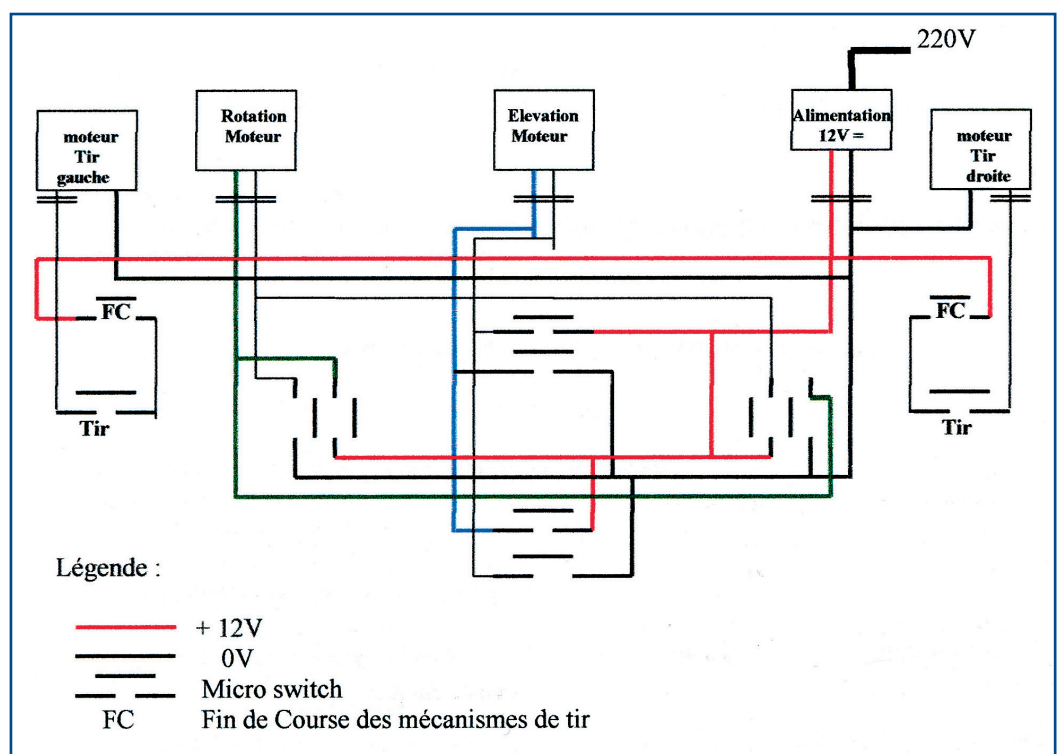 220V
moteur
Tir
gauche
Rotation
Moteur
Elevation
Moteur
Alimentation
12V =
moteur
Tir
droite
FC
FC
Tir
Tir
Légende :
+ 12V
0V
Micro switch
FC Fin de Course des mécanismes de tir